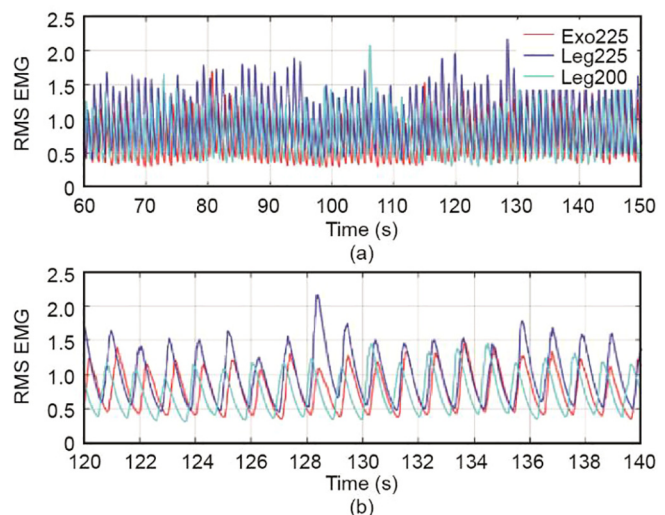 2.5
2.0
1.5
1.0
0.5
0
RMS EMG
Exo225
Leg225
Leg200
60 70 80 90 100 110 120 130 140 150
Time (s)
(a)
2.5
2.0
1.5
1.0
0.5
0
RMS EMG
120 122 124 126 128 130 132 134 136 138 140
Time (s)
(b)